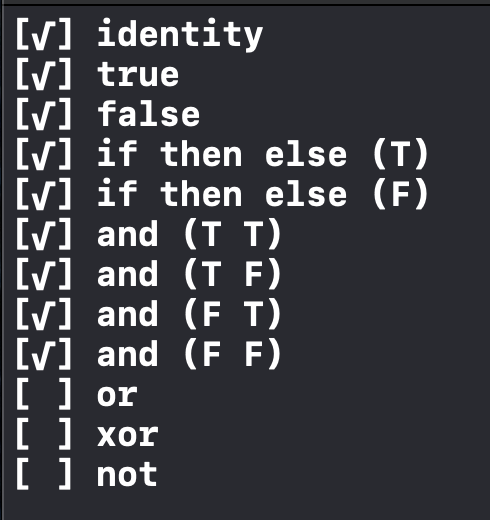 [√] identity
[√] true
[√] false
[√] if then else (T)
[√] if then else (F)
[√] and (T T)
[√] and (T F)
[√] and (F T)
[√] and (F F)
[ ] or
[ ] xor
[ ] not